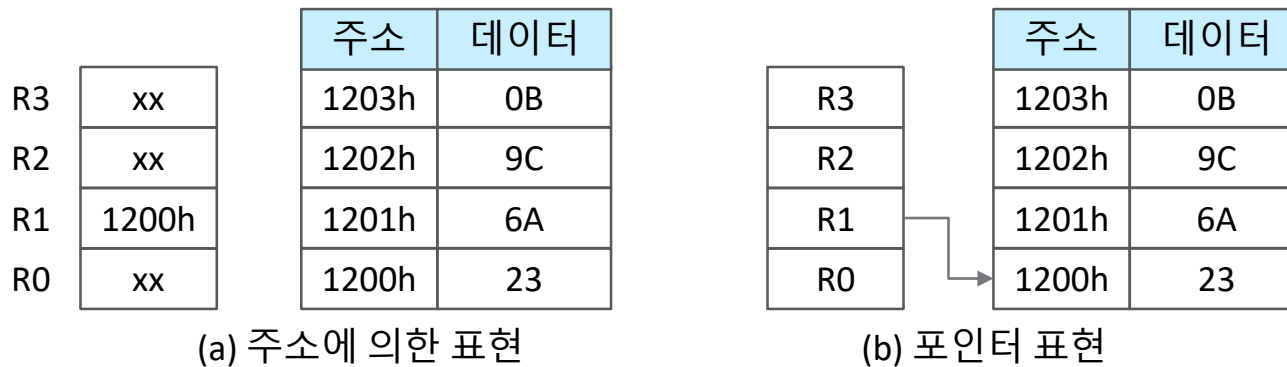 주소 데이터
R3 xx 1203h 0B
R2 xx 1202h 9C
R1 1200h 1201h 6A
R0 xx 1200h 23
(a) 주소에 의한 표현
주소 데이터
R3 1203h 0B
R2 1202h 9C
R1 1201h 6A
R0 1200h 23
(b) 포인터 표현